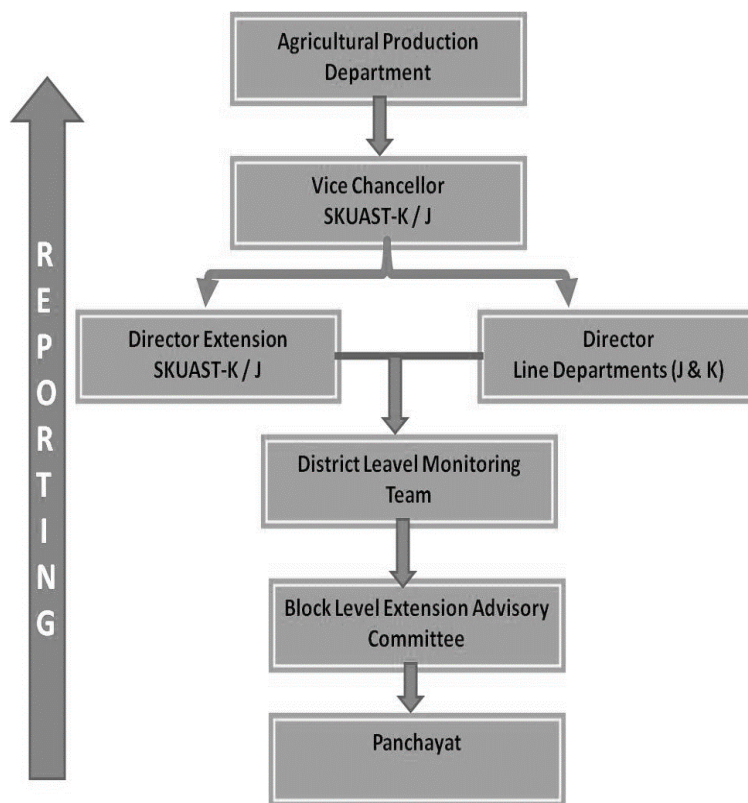 Agricultural Production
Department
Vice Chancellor
SKUAST-K / J
Director Extension
SKUAST-K / J
Director
Line Departments (J & K)
District Leavel Monitoring
Team
Block Level Extension Advisory
Committee
Panchayat
REPORTING